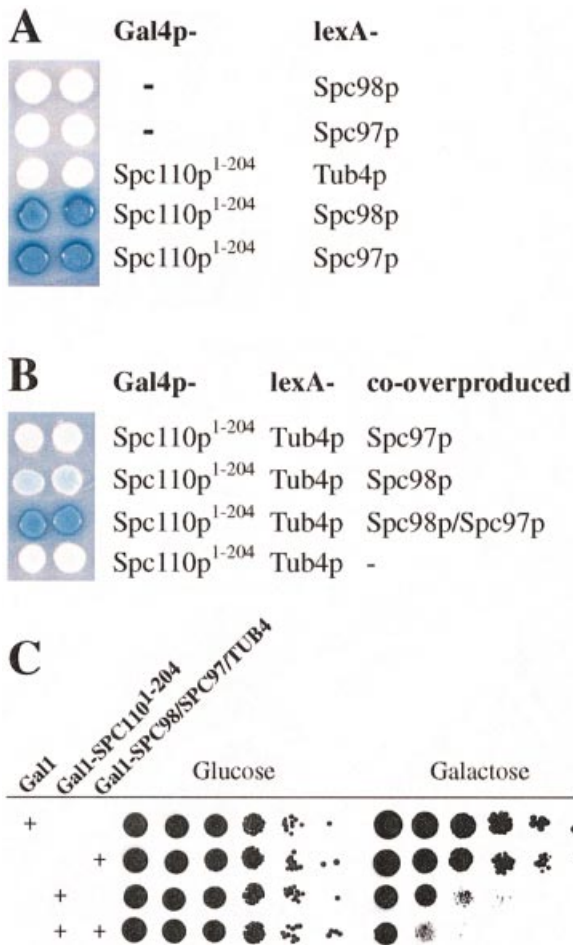 A Gal4p- lexA-
- Spc98p
- Spc97p
Spc110p1-204 Tub4p
Spc110p1-204 Spc98p
Spc110p1-204 Spc97p
B Gal4p- lexA- co-overproduced
Spc110p1-204 Tub4p Spc97p
Spc110p1-204 Tub4p Spc98p
Spc110p1-204 Tub4p Spc98p/Spc97p
Spc110p1-204 Tub4p -
C
Gal1
Gal1-SPC1101-204
Gal1-SPC98/SPC97/TUB4
Glucose Galactose
+
+
+
+ +